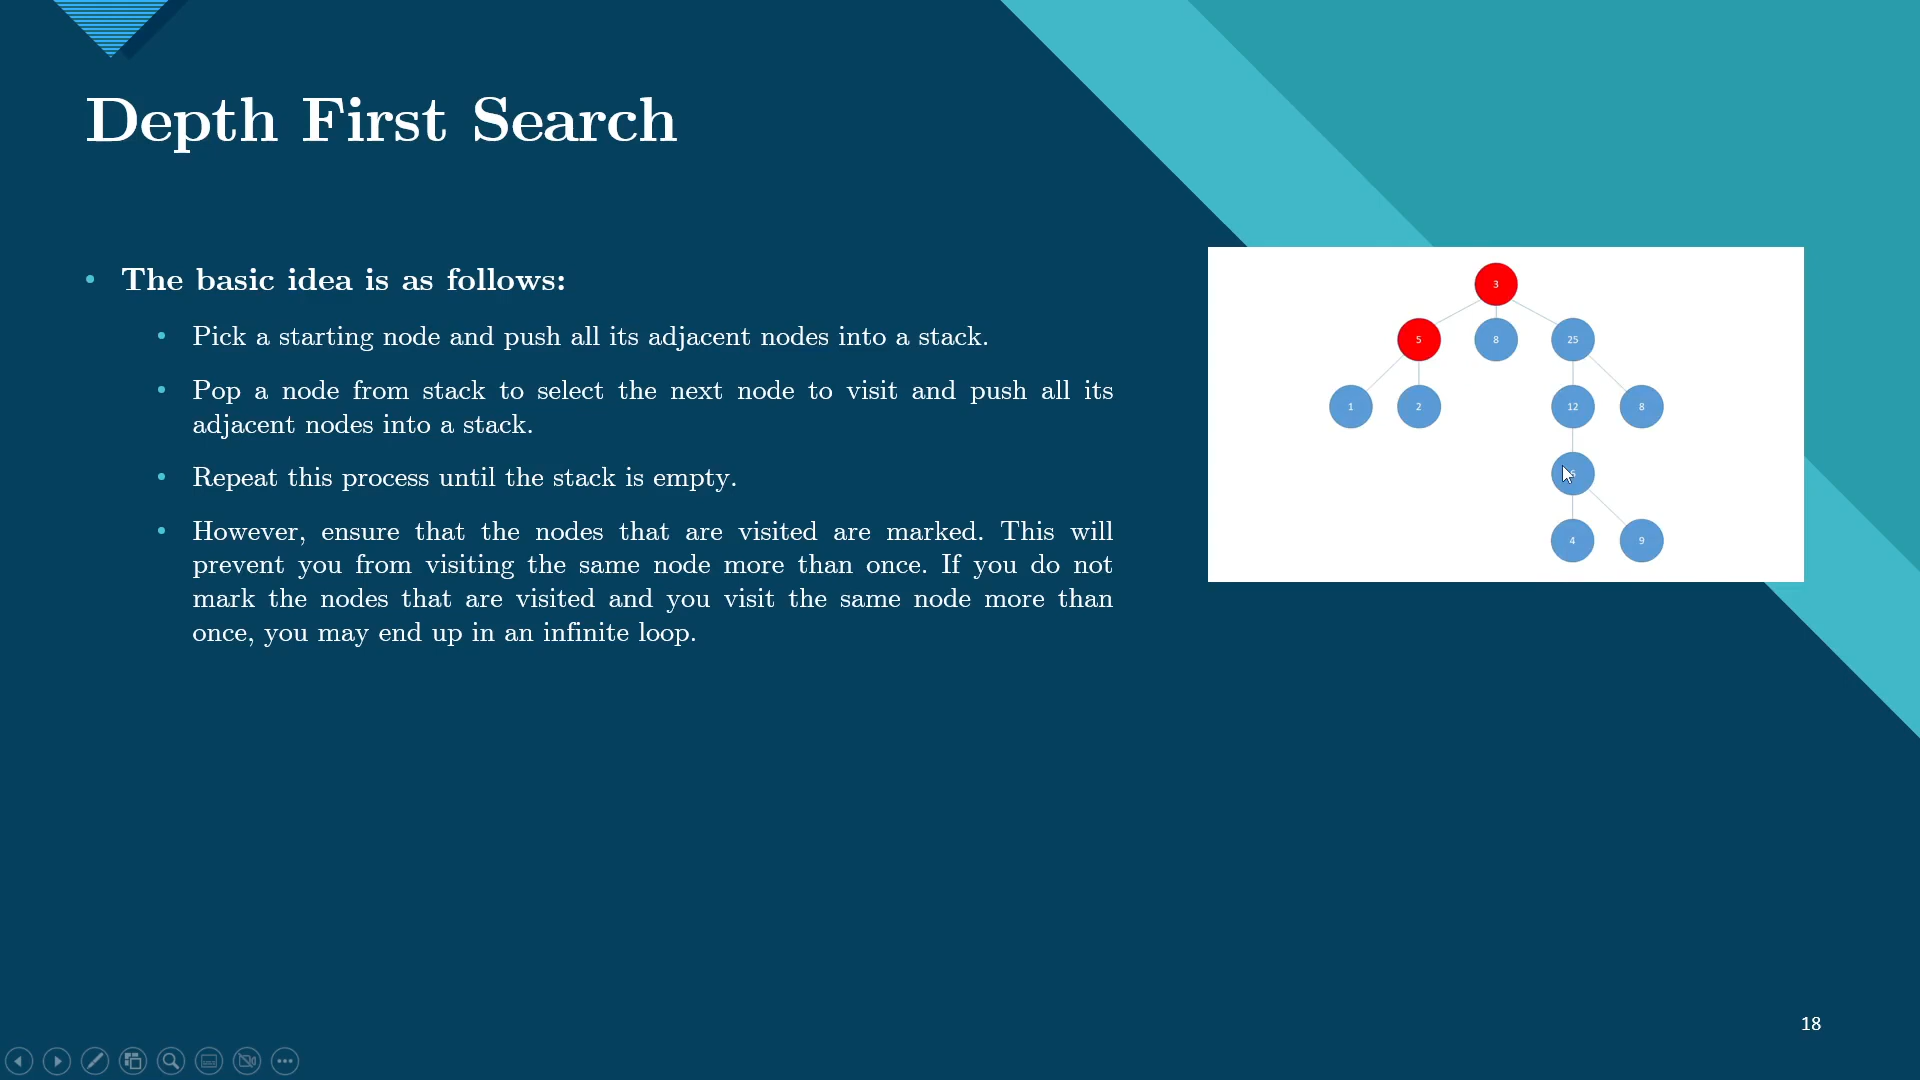 Depth First Search
The basic idea is as follows:
Pick a starting node and push all its adjacent nodes into a stack.
Pop a node from stack to select the next node to visit and push all its
adjacent nodes into a stack.
Repeat this process until the stack is empty.
However, ensure that the nodes that are visited are marked. This will
prevent you from visiting the same node more than once. If you do not
mark the nodes that are visited and you visit the same node more than
once, you may end up in an infinite loop.
3
5 8 25
1 2 12 8
4 9
18